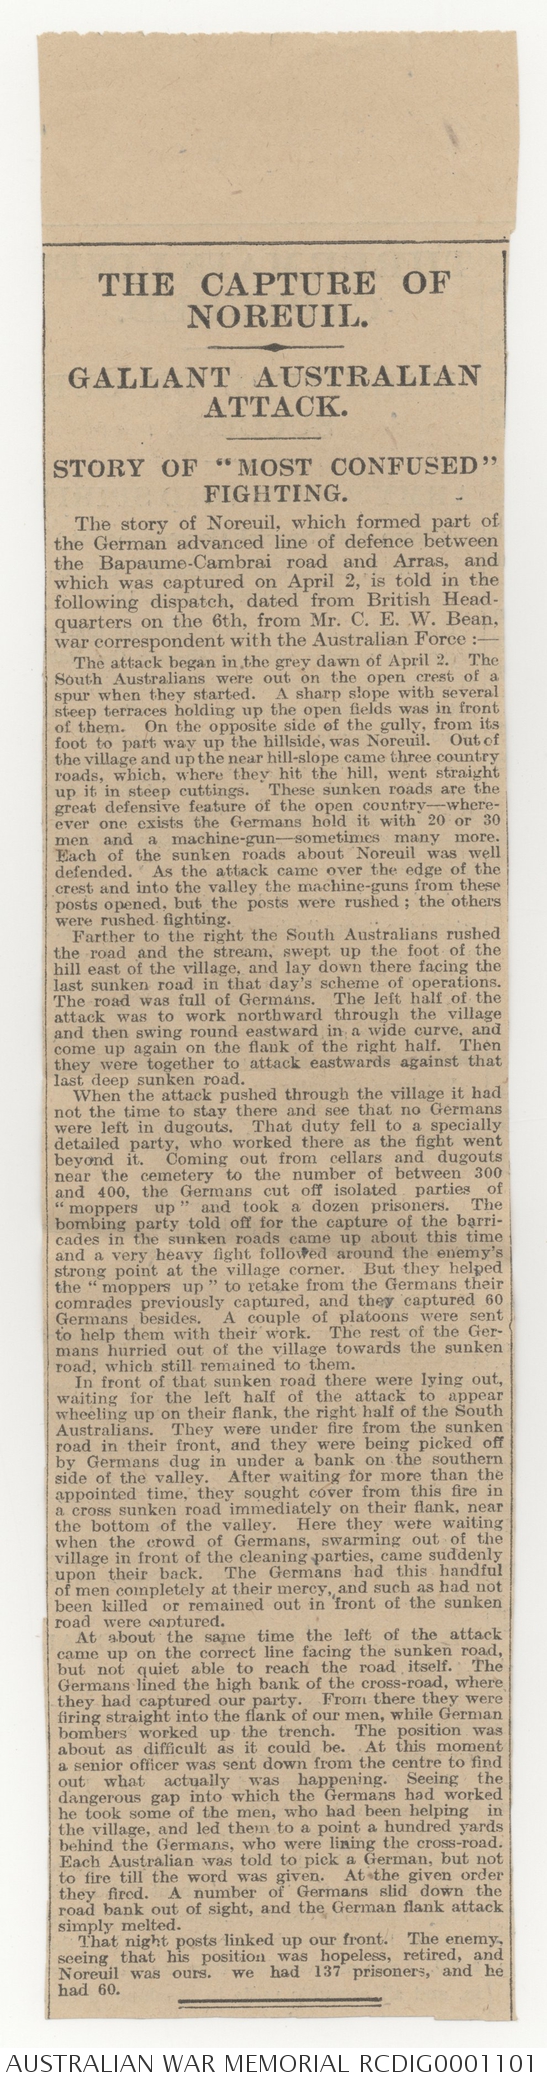 THE CAPTURE OF
NOREUIL.
GALLANT AUSTRALIAN
ATTACK.
STORY OF "MOST CONFUSED"
FIGHTING.
The story of Noreuil, which formed part of
the German advanced line of defence between
the Bapaume-Cambrai road and Arras, and
which was captured on April 2, is told in the
following dispatch, dated from British Head-
quarters on the 6th, from Mr. C. E. W. Bean,
war correspondent with the Australian Force :—
The attack began in the grey dawn of April 2. The
South Australians were out on the open crest of a
spur when they started. A sharp slope with several
steep terraces holding up the open fields was in front
of them. On the opposite side of the gully, from its
foot to part way up the hillside, was Noreuil. Out of
the village and up the near hill-slope came three country
roads, which, where they hit the hill, went straight
up it in steep cuttings. These sunken roads are the
great defensive feature of the open country—where-
ever one exists the Germans hold it with 20 or 30
men and a machine-gun—sometimes many more.
Each of the sunken roads about Noreuil was well
defended. As the attack came over the edge of the
crest and into the valley the machine-guns from these
posts opened, but the posts were rushed ; the others
were rushed fighting.
Farther to the right the South Australians rushed
the road and the stream, swept up the foot of the
hill east of the village, and lay down there facing the
last sunken road in that day's scheme of operations.
The road was full of Germans. The left half of the
attack was to work northward through the village
and then swing round eastward in a wide curve, and
come up again on the flank of the right half. Then
they were together to attack eastwards against that
last deep sunken road.
When the attack pushed through the village it had
not the time to stay there and see that no Germans
were left in dugouts. That duty fell to a specially
detailed party, who worked there as the fight went
beyond it. Coming out from cellars and dugouts
near the cemetery to the number of between 300
and 400, the Germans cut off isolated parties of
"moppers up" and took a dozen prisoners. The
bombing party told off for the capture of the barri-
cades in the sunken roads came up about this time
and a very heavy fight followed around the enemy's
strong point at the village corner. But they helped
the "moppers up" to retake from the Germans their
comrades previously captured, and they captured 60
Germans besides. A couple of platoons were sent
to help them with their work. The rest of the Ger-
mans hurried out of the village towards the sunken
road, which still remained to them.
In front of that sunken road there were lying out,
waiting for the left half of the attack to appear
wheeling up on their flank, the right half of the South
Australians. They were under fire from the sunken
road in their front, and they were being picked off
by Germans dug in under a bank on the southern
side of the valley. After waiting for more than the
appointed time, they sought cover from this fire in
a cross sunken road immediately on their flank, near
the bottom of the valley. Here they were waiting
when the crowd of Germans, swarming out of the
village in front of the cleaning parties, came suddenly
upon their back. The Germans had this handful
of men completely at their mercy, and such as had not
been killed or remained out in front of the sunken
road were captured.
At about the same time the left of the attack
came up on the correct line facing the sunken road,
but not quiet able to reach the road itself. The
Germans lined the high bank of the cross-road, where
they had captured our party. From there they were
firing straight into the flank of our men, while German
bombers worked up the trench. The position was
about as difficult as it could be. At this moment
a senior officer was sent down from the centre to find
out what actually was happening. Seeing the
dangerous gap into which the Germans had worked
he took some of the men, who had been helping in
the village, and led them to a point a hundred yards
behind the Germans, who were lining the cross-road.
Each Australian was told to pick a German, but not
to fire till the word was given. At the given order
they fired. A number of Germans slid down the
road bank out of sight, and the German flank attack
simply melted.
That night posts linked up our front. The enemy,
seeing that his position was hopeless, retired, and
Noreuil was ours. we had 137 prisoners, and he
had 60.
AUSTRALIAN WAR MEMORIAL RCDIG0001101